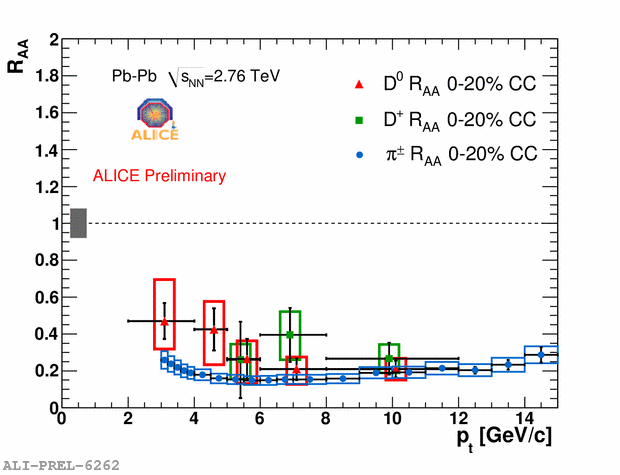 R_AA
2
1.8
1.6
1.4
1.2
1
0.8
0.6
0.4
0.2
0
Pb-Pb √s_NN=2.76 TeV
ALICE
ALICE Preliminary
D⁰ R_AA 0-20% CC
D⁺ R_AA 0-20% CC
π± R_AA 0-20% CC
0 2 4 6 8 10 12 14
p_t [GeV/c]
ALI-PREL-6262